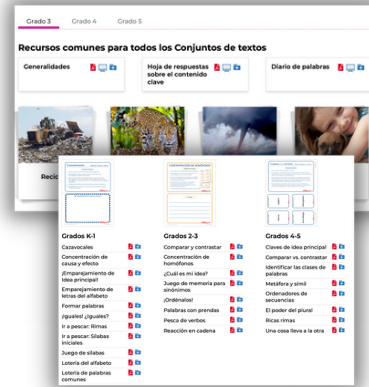 Grado 3 Grado 4 Grado 5
Recursos comunes para todos los Conjuntos de textos
Generalidades
Hoja de respuestas
sobre el contenido
clave
Diario de palabras
Recic
Grados K-1
Cazavocales
Concentración de
causa y efecto
¡Emparejamiento de
idea principal!
Emparejamiento de
letras del alfabeto
Formar palabras
¡Iguales! ¿Iguales?
Ir a pescar: Rimas
Ir a pescar: Sílabas
iniciales
Juego de sílabas
Lotería del alfabeto
Lotería de palabras
comunes
Grados 2-3
Comparar y contrastar
Concentración de
homófonos
¿Cuál es mi idea?
Juego de memoria para
sinónimos
¡Ordénalos!
Palabras con prendas
Pesca de verbos
Reacción en cadena
Grados 4-5
Claves de idea principal
Comparar vs. contrastar
Identificar las clases de
palabras
Metáfora y símil
Ordenadores de
secuencias
El poder del plural
Ricas rimas
Una cosa lleva a la otra